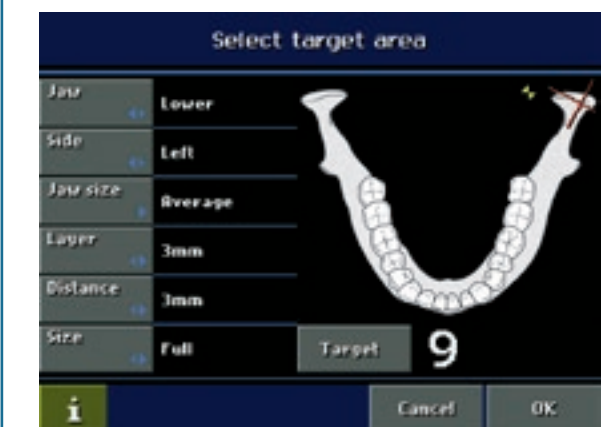 Select target area
Jaw
Lower
Side
Left
Jaw size
Average
Layer
3mm
Distance
3mm
Size
Full
Target
9
i
Cancel
OK